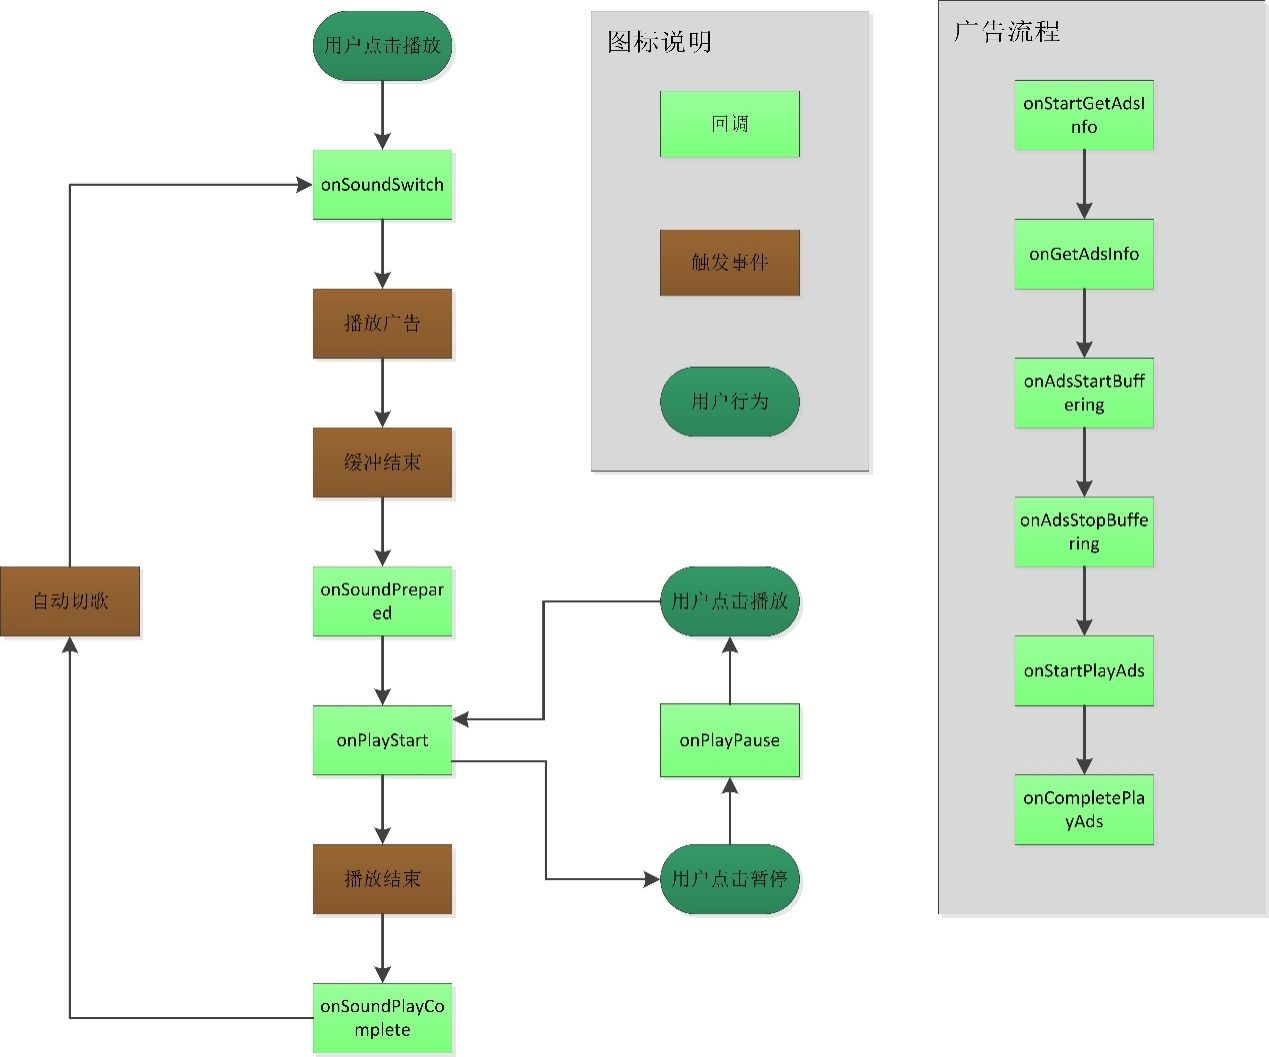 用户点击播放
onSoundSwitch
播放广告
缓冲结束
onSoundPrepar
ed
onPlayStart
播放结束
onSoundPlayCo
mplete
自动切歌
用户点击播放
onPlayPause
用户点击暂停
图标说明
回调
触发事件
用户行为
广告流程
onStartGetAdsI
nfo
onGetAdsInfo
onAdsStartBuff
ering
onAdsStopBuffe
ring
onStartPlayAds
onCompletePla
yAds